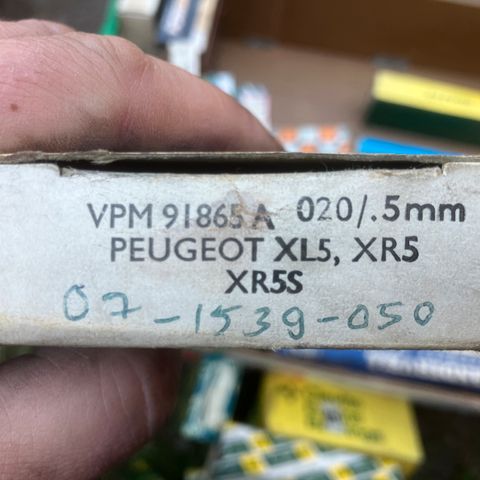 VPM 91865 A 020/.5mm
PEUGEOT XL5, XR5
XR5S
07-1539-050